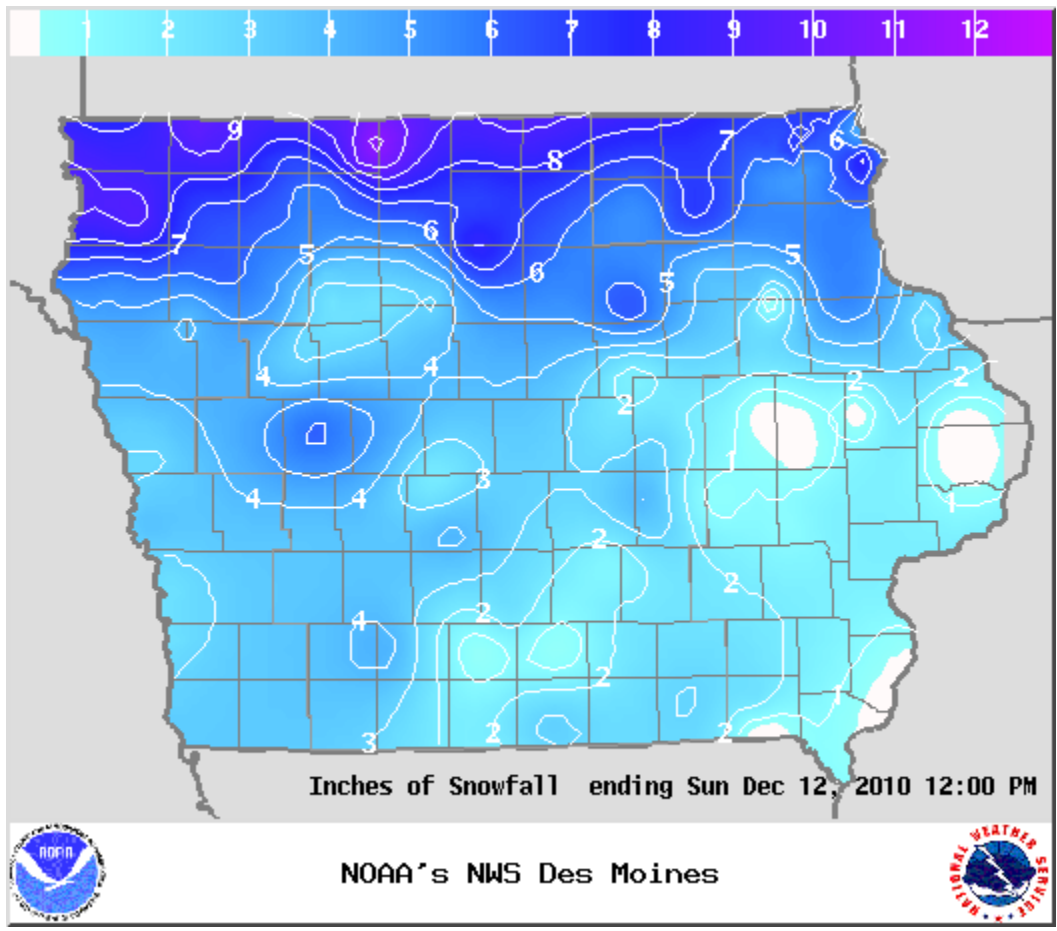 1 2 3 4 5 6 7 8 9 10 11 12
9 7 6
8
7 6
5 5
6 5
4 4
2 2 2
3 1
4 4 1
2
2
4 2
2
1
3 2 2
Inches of Snowfall ending Sun Dec 12, 2010 12:00 PM
NOAA's NWS Des Moines
NOAA
NATIONAL WEATHER SERVICE